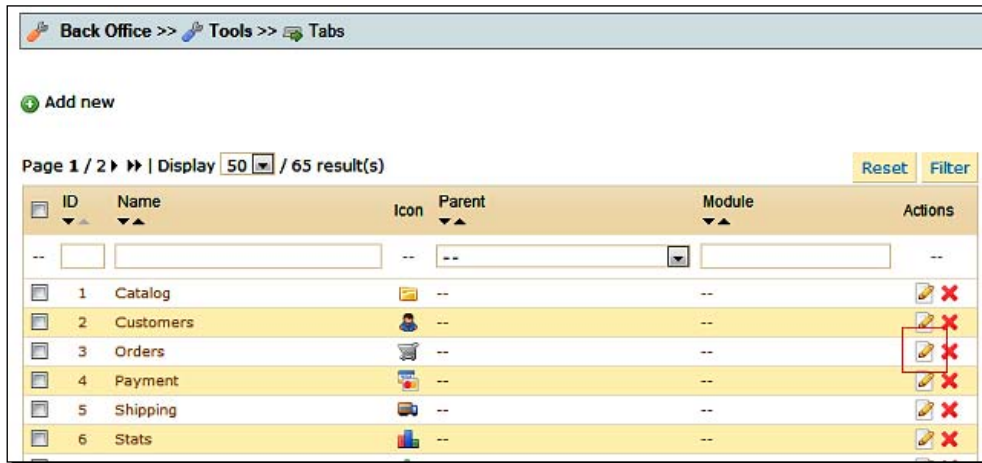 Back Office >> Tools >> Tabs
Add new
Page 1 / 2 | Display 50 / 65 result(s)
Reset Filter
ID Name Icon Parent Module Actions
-- -- -- --
1 Catalog -- --
2 Customers -- --
3 Orders -- --
4 Payment -- --
5 Shipping -- --
6 Stats -- --